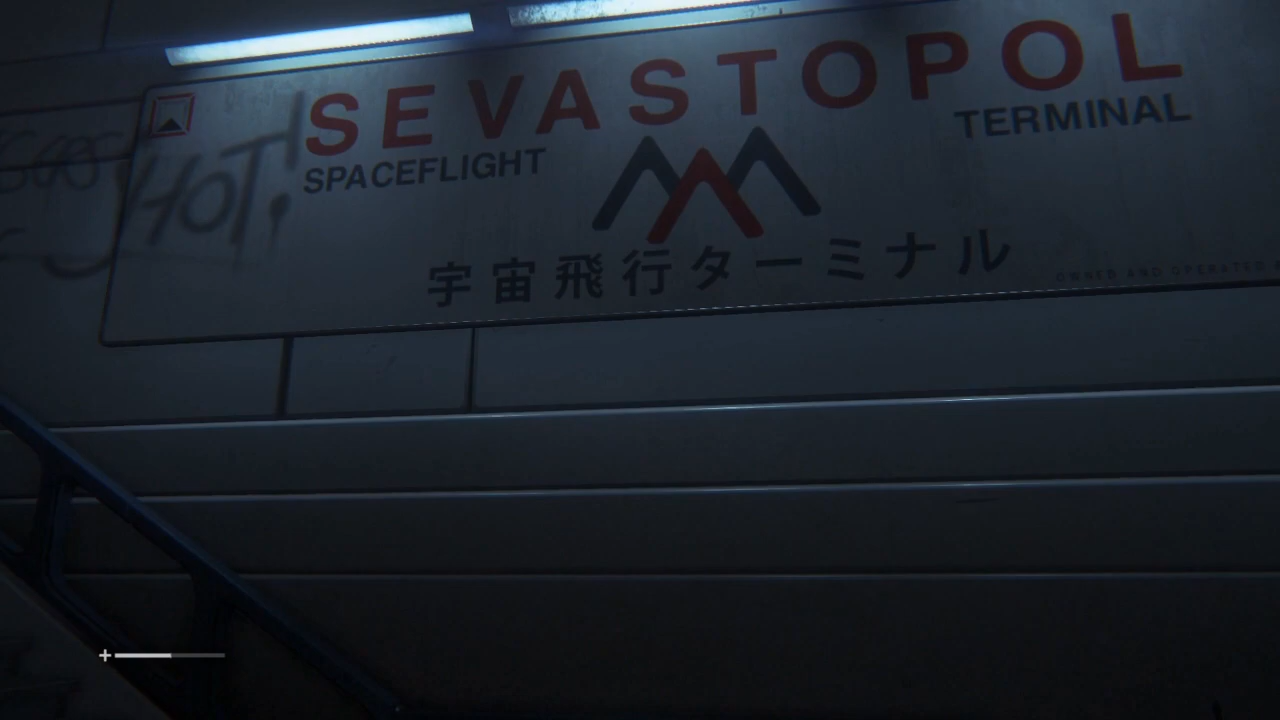 SEVASTOPOL
SPACEFLIGHT TERMINAL
宇宙飛行ターミナル
OWNED AND OPERATED
HOT!